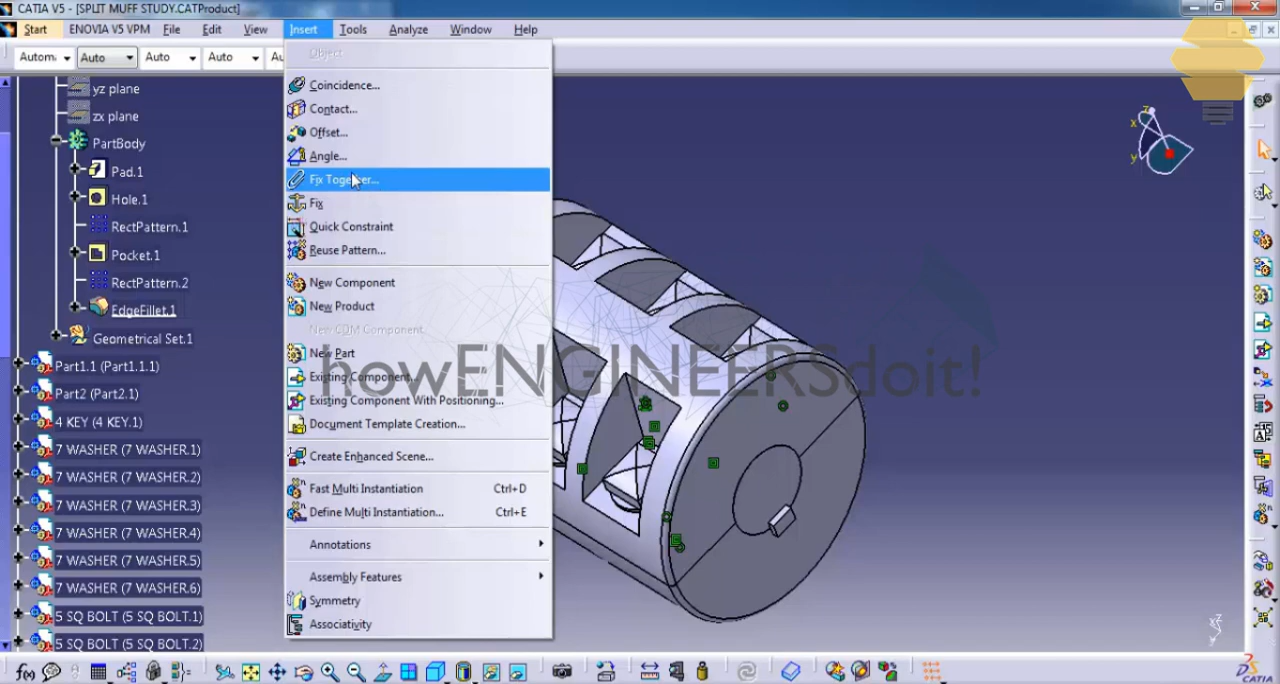 CATIA V5 - [SPLIT MUFF STUDY.CATProduct]
Start ENOVIA V5 VPM File Edit View Insert Tools Analyze Window Help
Autom Auto Auto Auto Au
Object
Coincidence...
Contact...
Offset...
Angle...
Fix Together...
Fix
Quick Constraint
Reuse Pattern...
New Component
New Product
New CDM Component
New Part
Existing Component...
Existing Component With Positioning...
Document Template Creation...
Create Enhanced Scene...
Fast Multi Instantiation Ctrl+D
Define Multi Instantiation... Ctrl+E
Annotations
Assembly Features
Symmetry
Associativity
yz plane
zx plane
PartBody
Pad.1
Hole.1
RectPattern.1
Pocket.1
RectPattern.2
EdgeFillet.1
Geometrical Set.1
Part1.1 (Part1.1.1)
Part2 (Part2.1)
4 KEY (4 KEY.1)
7 WASHER (7 WASHER.1)
7 WASHER (7 WASHER.2)
7 WASHER (7 WASHER.3)
7 WASHER (7 WASHER.4)
7 WASHER (7 WASHER.5)
7 WASHER (7 WASHER.6)
5 SQ BOLT (5 SQ BOLT.1)
5 SQ BOLT (5 SQ BOLT.2)
howENGINEERSdoit!
z
x
y
f(x)
DS
CATIA